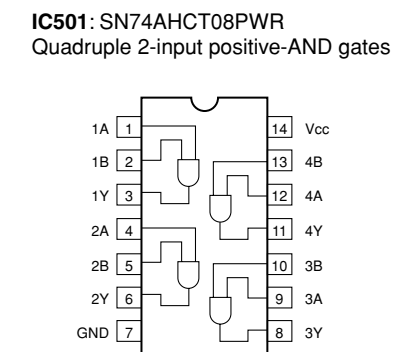 IC501: SN74AHCT08PWR
Quadruple 2-input positive-AND gates
1A 1 14 Vcc
1B 2 13 4B
1Y 3 12 4A
2A 4 11 4Y
2B 5 10 3B
2Y 6 9 3A
GND 7 8 3Y